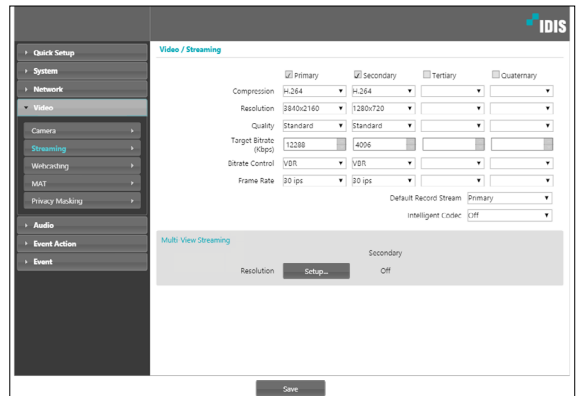 IDIS
Quick Setup
System
Network
Video
Camera
Streaming
Webcasting
MAT
Privacy Masking
Audio
Event Action
Event
Video / Streaming
Primary Secondary Tertiary Quaternary
Compression H.264 H.264
Resolution 3840x2160 1280x720
Quality Standard Standard
Target Bitrate
(Kbps) 12288 4096
Bitrate Control VBR VBR
Frame Rate 30 ips 30 ips
Default Record Stream Primary
Intelligent Codec Off
Multi View Streaming
Secondary
Resolution Setup... Off
Save